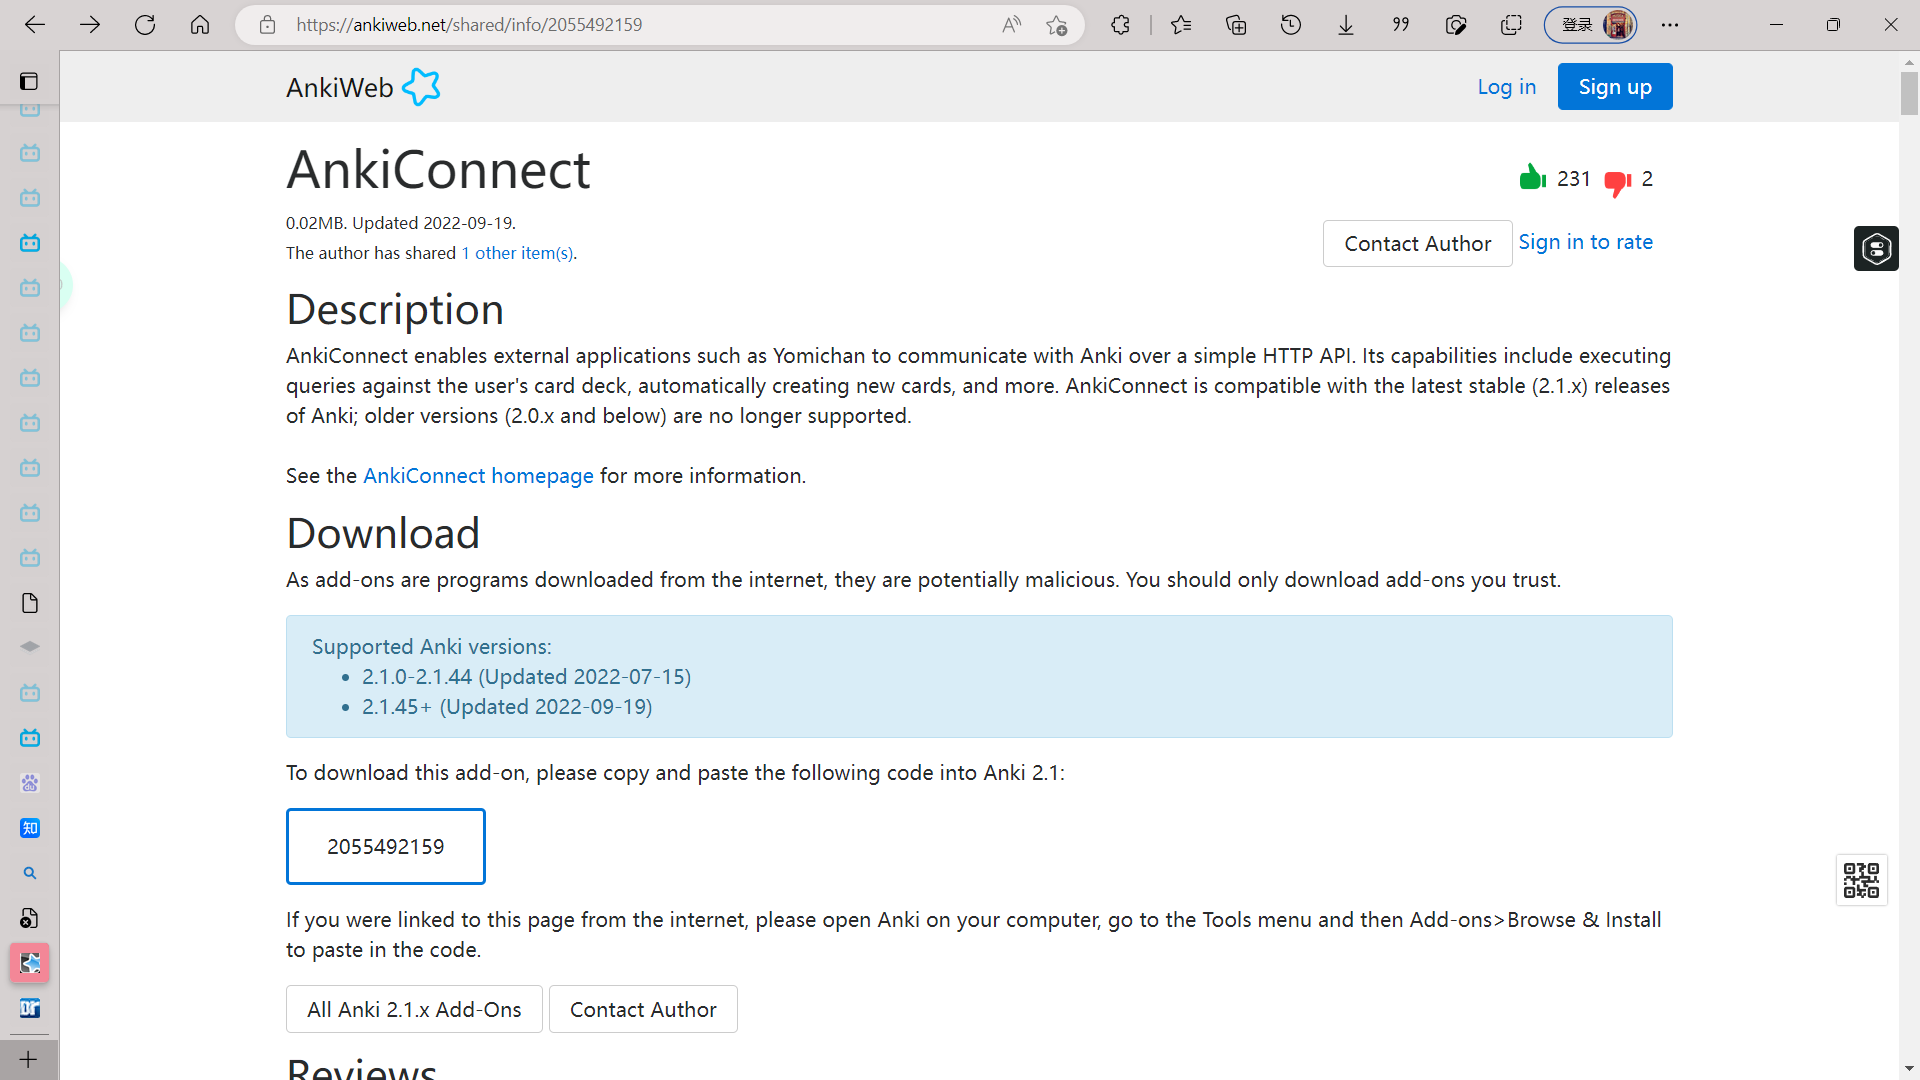 https://ankiweb.net/shared/info/2055492159
登录
AnkiWeb
Log in
Sign up
AnkiConnect
231
2
0.02MB. Updated 2022-09-19.
The author has shared 1 other item(s).
Contact Author
Sign in to rate
Description
AnkiConnect enables external applications such as Yomichan to communicate with Anki over a simple HTTP API. Its capabilities include executing
queries against the user's card deck, automatically creating new cards, and more. AnkiConnect is compatible with the latest stable (2.1.x) releases
of Anki; older versions (2.0.x and below) are no longer supported.
See the AnkiConnect homepage for more information.
Download
As add-ons are programs downloaded from the internet, they are potentially malicious. You should only download add-ons you trust.
Supported Anki versions:
• 2.1.0-2.1.44 (Updated 2022-07-15)
• 2.1.45+ (Updated 2022-09-19)
To download this add-on, please copy and paste the following code into Anki 2.1:
2055492159
If you were linked to this page from the internet, please open Anki on your computer, go to the Tools menu and then Add-ons>Browse & Install
to paste in the code.
All Anki 2.1.x Add-Ons
Contact Author
Reviews
du
知
Dr